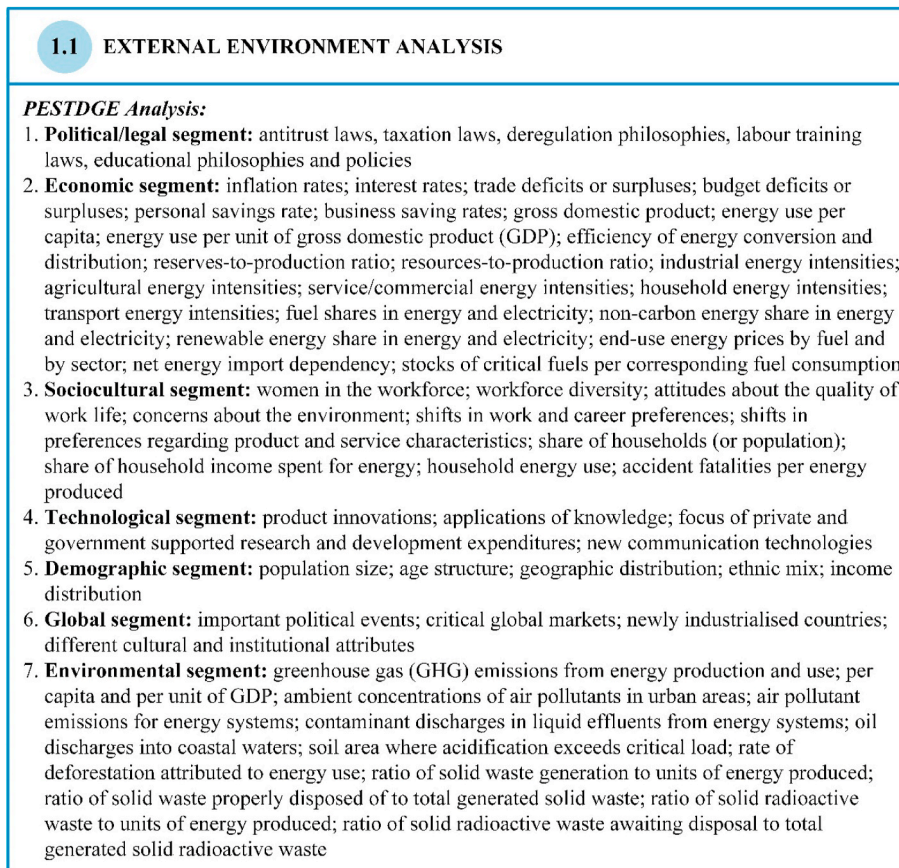 1.1 EXTERNAL ENVIRONMENT ANALYSIS
PESTDGE Analysis:
1. Political/legal segment: antitrust laws, taxation laws, deregulation philosophies, labour training
laws, educational philosophies and policies
2. Economic segment: inflation rates; interest rates; trade deficits or surpluses; budget deficits or
surpluses; personal savings rate; business saving rates; gross domestic product; energy use per
capita; energy use per unit of gross domestic product (GDP); efficiency of energy conversion and
distribution; reserves-to-production ratio; resources-to-production ratio; industrial energy intensities;
agricultural energy intensities; service/commercial energy intensities; household energy intensities;
transport energy intensities; fuel shares in energy and electricity; non-carbon energy share in energy
and electricity; renewable energy share in energy and electricity; end-use energy prices by fuel and
by sector; net energy import dependency; stocks of critical fuels per corresponding fuel consumption
3. Sociocultural segment: women in the workforce; workforce diversity; attitudes about the quality of
work life; concerns about the environment; shifts in work and career preferences; shifts in
preferences regarding product and service characteristics; share of households (or population);
share of household income spent for energy; household energy use; accident fatalities per energy
produced
4. Technological segment: product innovations; applications of knowledge; focus of private and
government supported research and development expenditures; new communication technologies
5. Demographic segment: population size; age structure; geographic distribution; ethnic mix; income
distribution
6. Global segment: important political events; critical global markets; newly industrialised countries;
different cultural and institutional attributes
7. Environmental segment: greenhouse gas (GHG) emissions from energy production and use; per
capita and per unit of GDP; ambient concentrations of air pollutants in urban areas; air pollutant
emissions for energy systems; contaminant discharges in liquid effluents from energy systems; oil
discharges into coastal waters; soil area where acidification exceeds critical load; rate of
deforestation attributed to energy use; ratio of solid waste generation to units of energy produced;
ratio of solid waste properly disposed of to total generated solid waste; ratio of solid radioactive
waste to units of energy produced; ratio of solid radioactive waste awaiting disposal to total
generated solid radioactive waste